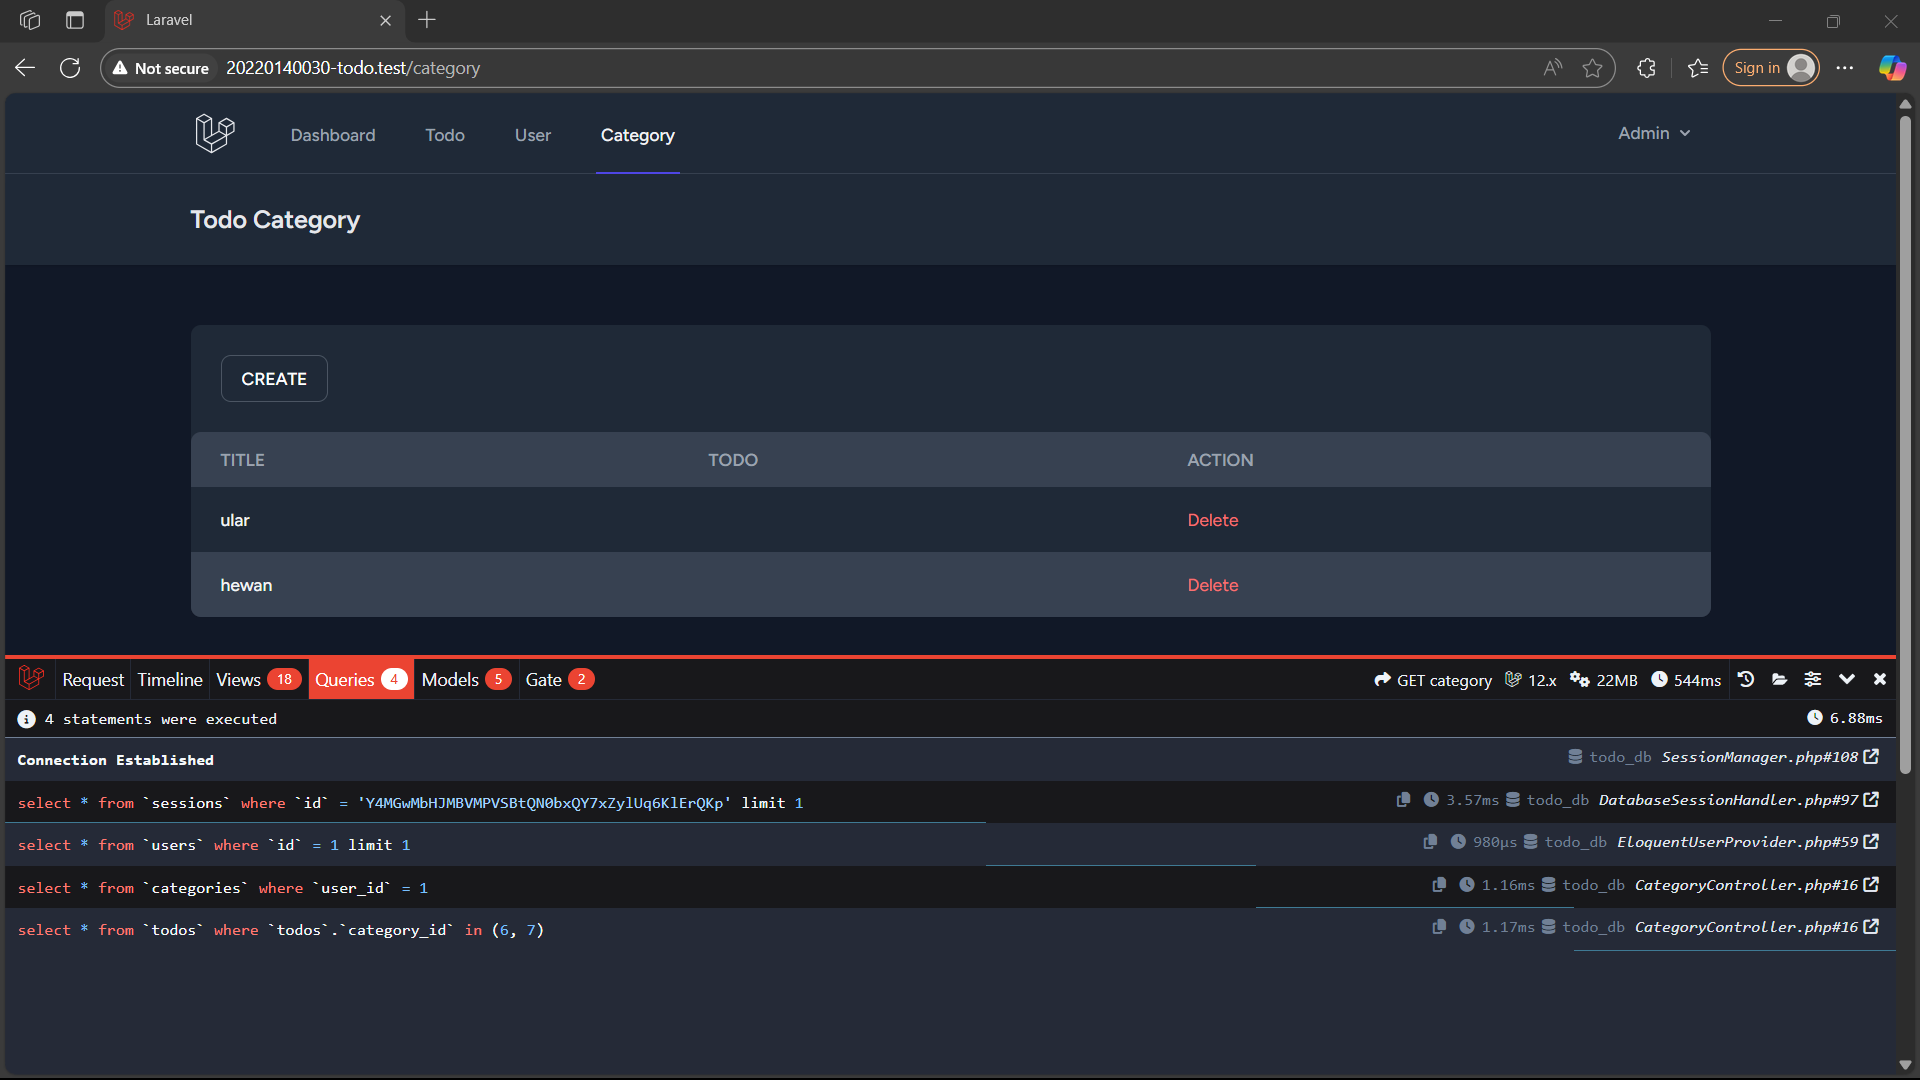 Laravel
Not secure 20220140030-todo.test/category Sign in
Dashboard Todo User Category Admin
Todo Category
CREATE
TITLE TODO ACTION
ular Delete
hewan Delete
Request Timeline Views 18 Queries 4 Models 5 Gate 2 GET category 12.x 22MB 544ms
4 statements were executed 6.88ms
Connection Established todo_db SessionManager.php#108
select * from `sessions` where `id` = 'Y4MGwMbHJMBVMPVSBtQN0bxQY7xZylUq6KlErQKp' limit 1 3.57ms todo_db DatabaseSessionHandler.php#97
select * from `users` where `id` = 1 limit 1 980μs todo_db EloquentUserProvider.php#59
select * from `categories` where `user_id` = 1 1.16ms todo_db CategoryController.php#16
select * from `todos` where `todos`.`category_id` in (6, 7) 1.17ms todo_db CategoryController.php#16